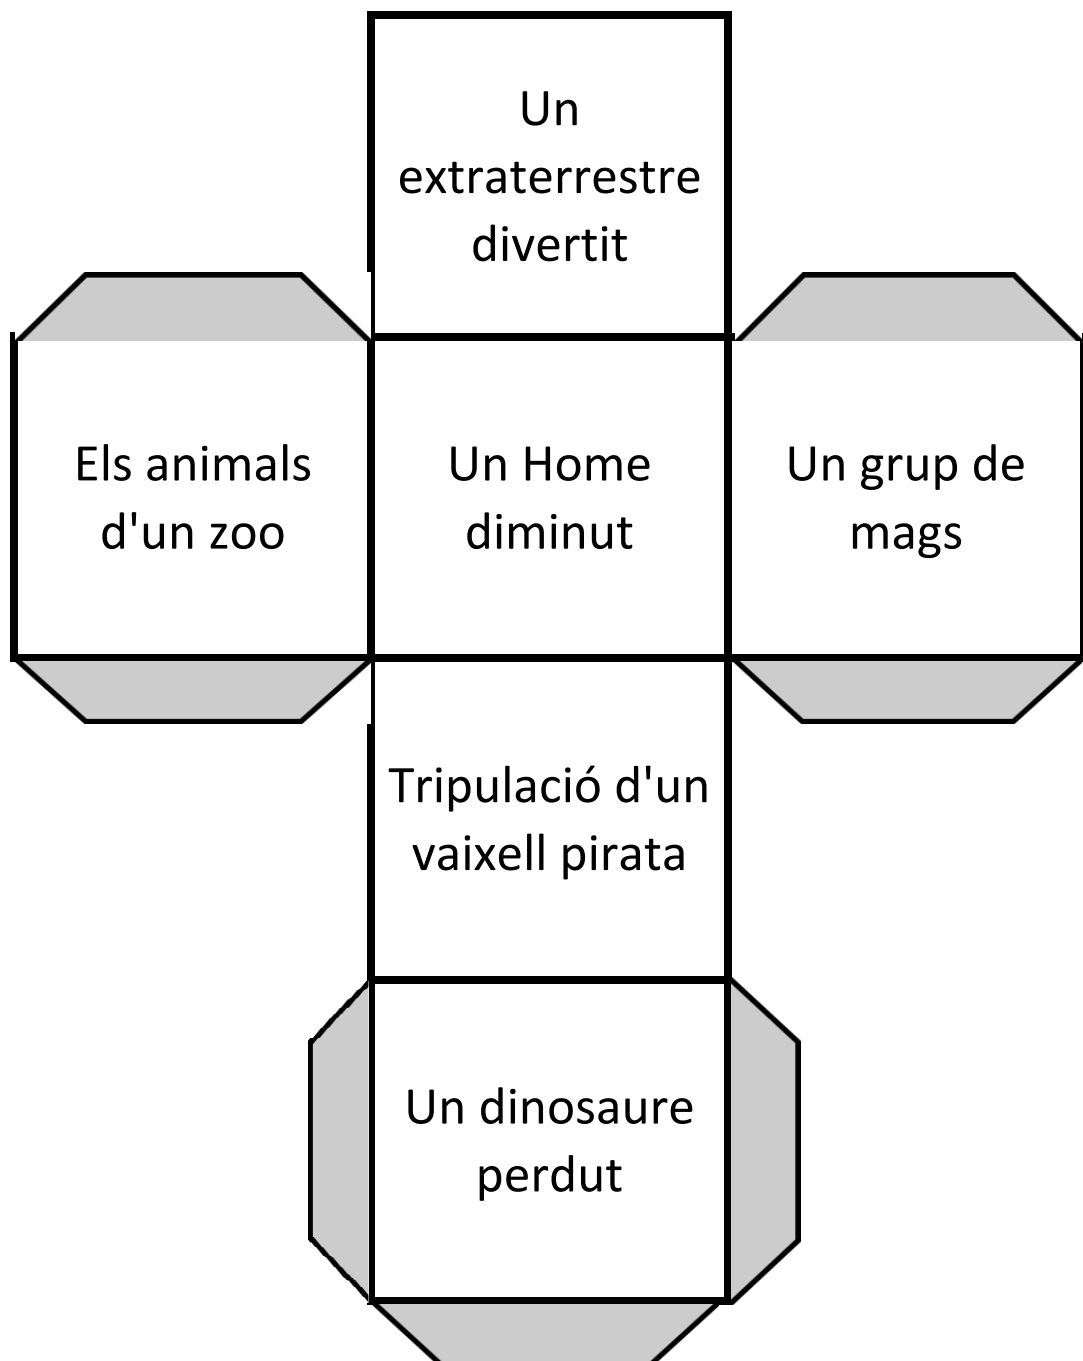 Un
extraterrestre
divertit
Els animals
d'un zoo
Un Home
diminut
Un grup de
mags
Tripulació d'un
vaixell pirata
Un dinosaure
perdut